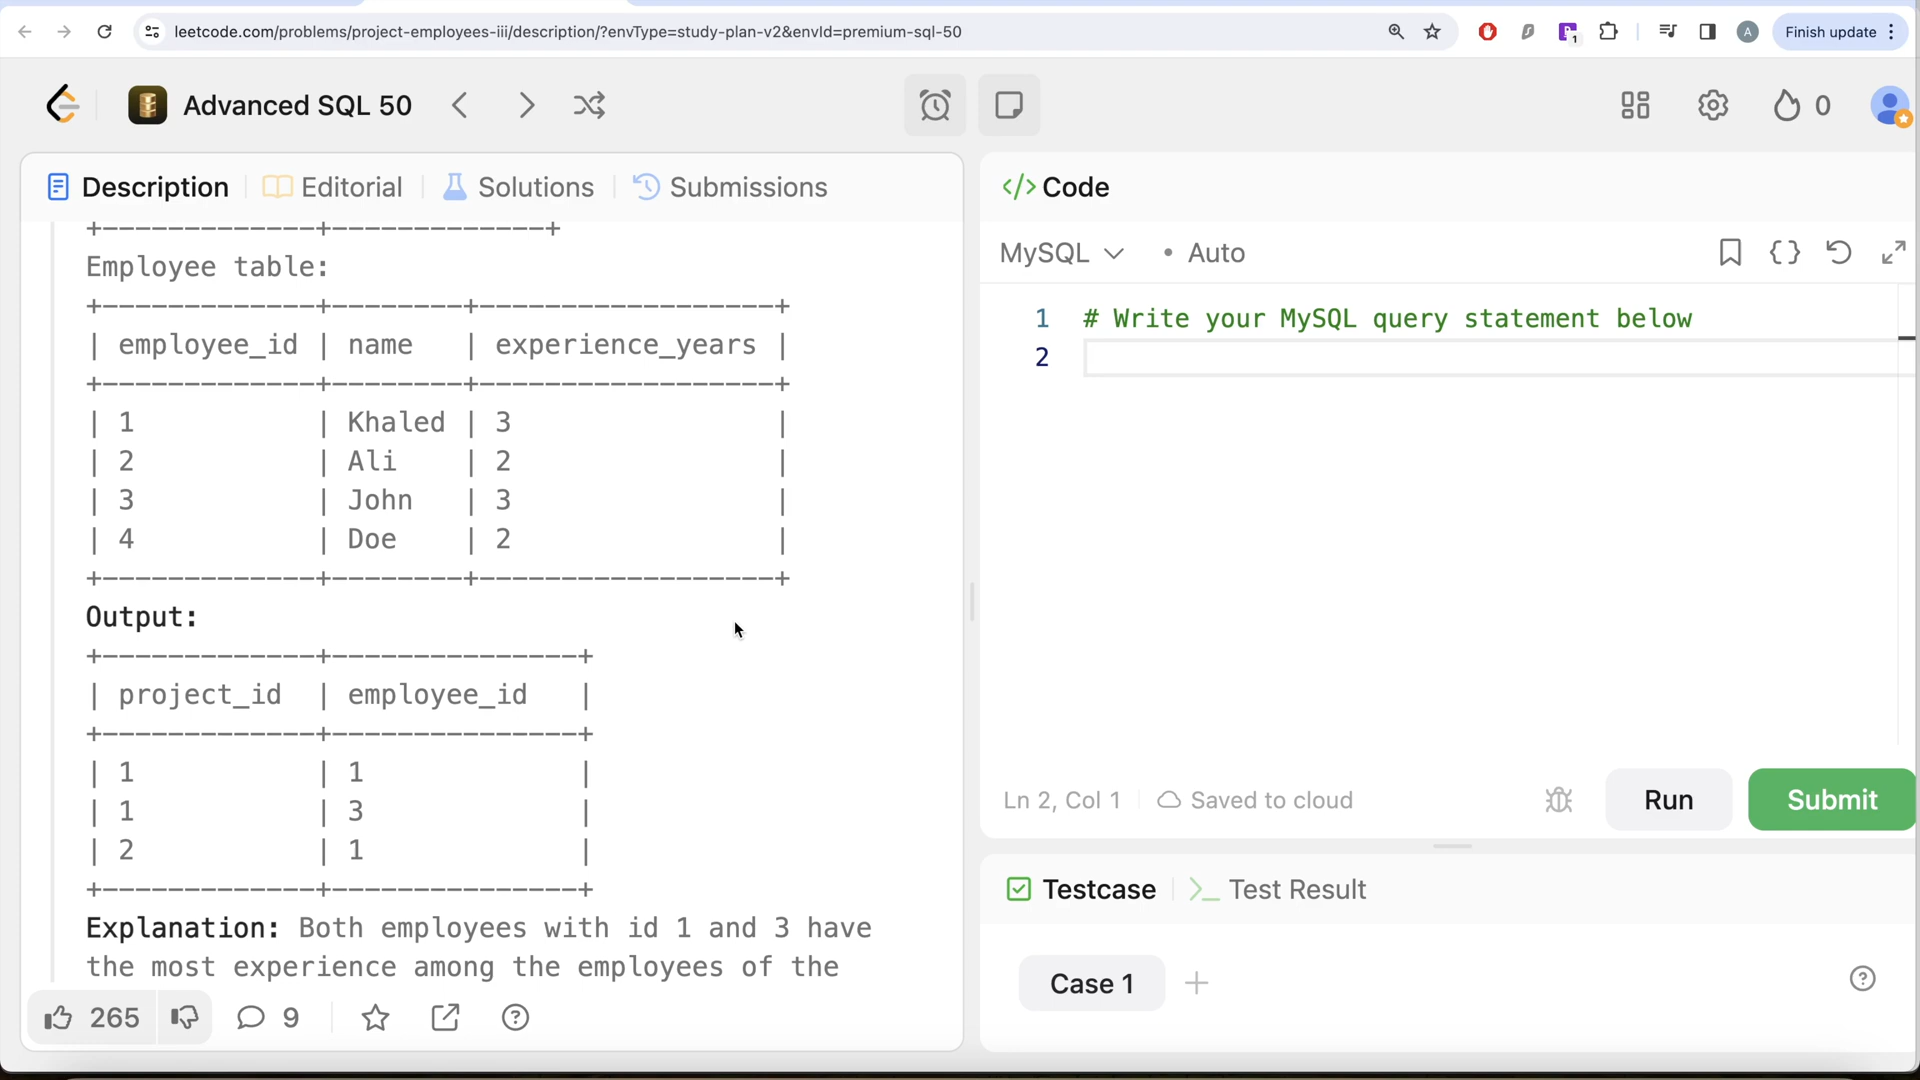 leetcode.com/problems/project-employees-iii/description/?envType=study-plan-v2&envId=premium-sql-50
1
A
Finish update
Advanced SQL 50
0
Description
Editorial
Solutions
Submissions
+-------------+-------------+
Employee table:
+-------------+--------+------------------+
| employee_id | name   | experience_years |
+-------------+--------+------------------+
| 1           | Khaled | 3                |
| 2           | Ali    | 2                |
| 3           | John   | 3                |
| 4           | Doe    | 2                |
+-------------+--------+------------------+
Output:
+-------------+---------------+
| project_id  | employee_id   |
+-------------+---------------+
| 1           | 1             |
| 1           | 3             |
| 2           | 1             |
+-------------+---------------+
Explanation: Both employees with id 1 and 3 have
the most experience among the employees of the
265
9
</> Code
MySQL
• Auto
{}
1 # Write your MySQL query statement below
2
Ln 2, Col 1
Saved to cloud
Run
Submit
Testcase
>_ Test Result
Case 1
+